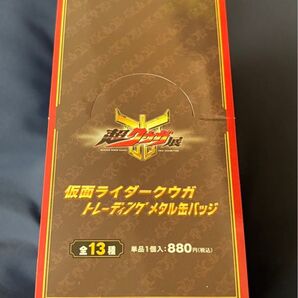 超クウガ展
仮面ライダークウガ
トレーディングメタル缶バッジ
全13種
単品1個入:880円(税込)